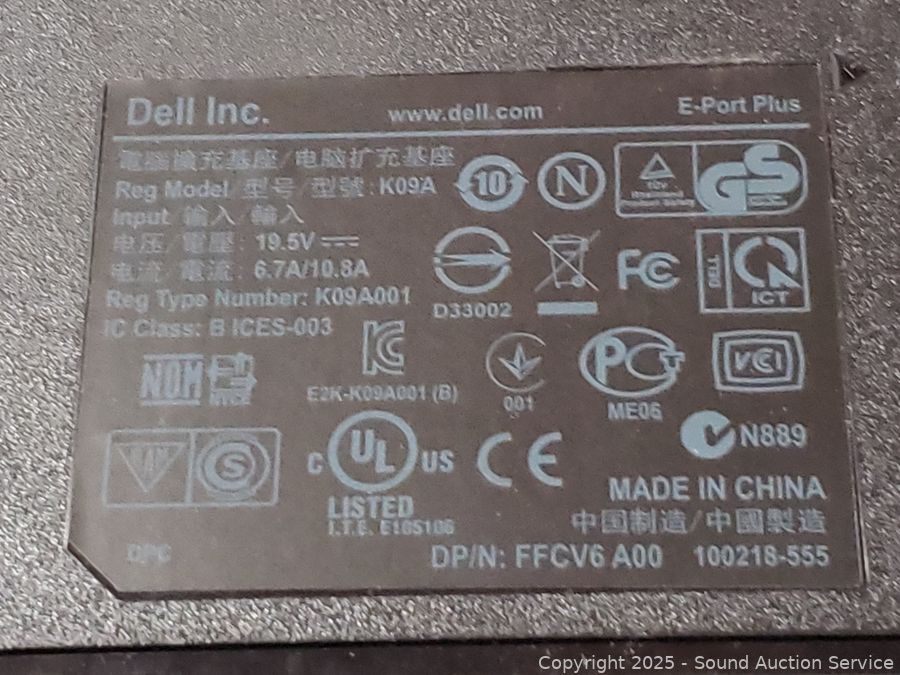 Dell Inc.
www.dell.com
E-Port Plus
電腦擴充基座/电脑扩充基座
Reg Model/型号/型號: K09A
10
N
TÜV
GS
Input/输入/輸入
电压/電壓: 19.5V
电流/電流: 6.7A/10.8A
D33002
FC
DELL
ICT
Reg Type Number: K09A001
IC Class: B ICES-003
NOM
E2K-K09A001 (B)
001
ME06
VCCI
N889
S
C UL US
LISTED
I.T.E. E105106
CE
MADE IN CHINA
中国制造/中國製造
DPC
DP/N: FFCV6 A00
100218-555
Copyright 2025 - Sound Auction Service